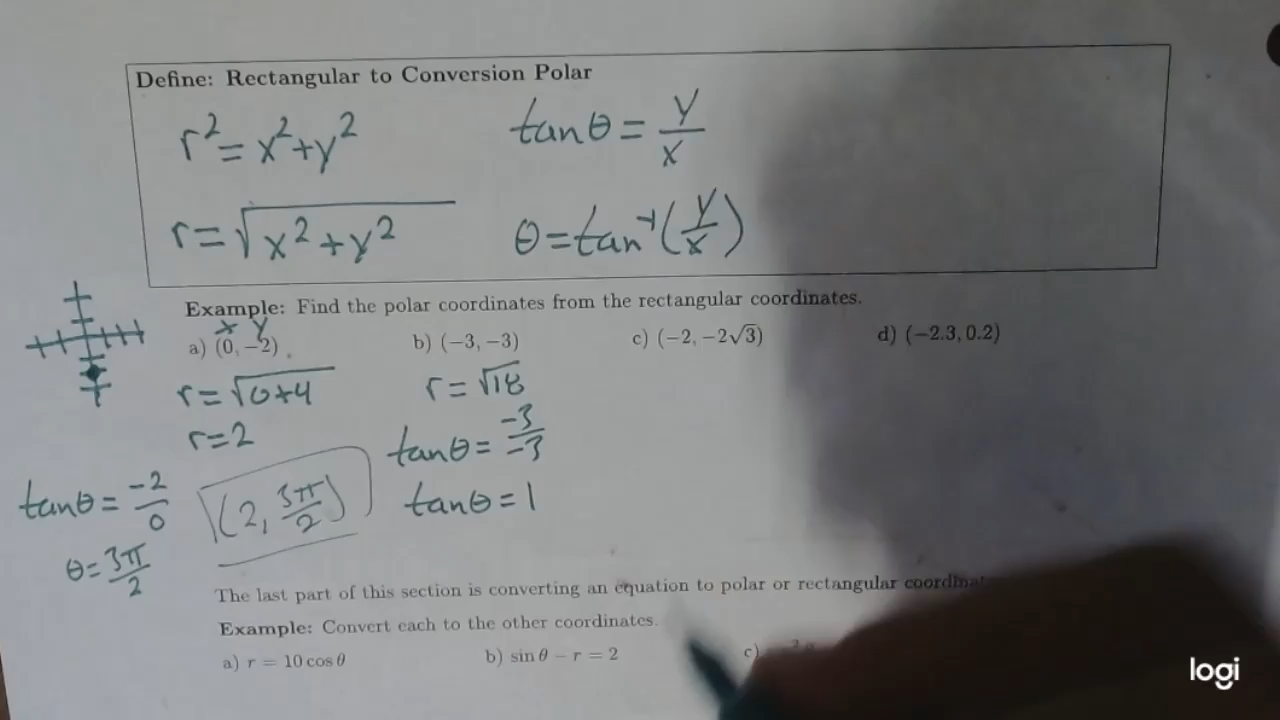 Define: Rectangular to Conversion Polar
r² = x² + y²
tanθ = y/x
r = √(x² + y²)
θ = tan⁻¹(y/x)
Example: Find the polar coordinates from the rectangular coordinates.
x y
a) (0, −2)
b) (−3, −3)
c) (−2, −2√3)
d) (−2.3, 0.2)
r = √(0+4)
r = 2
tanθ = -2/0
θ = 3π/2
(2, 3π/2)
r = √18
tanθ = -3/-3
tanθ = 1
The last part of this section is converting an equation to polar or rectangular
Example: Convert each to the other coordinates.
a) r = 10 cos θ
b) sin θ − r = 2
c)
logi